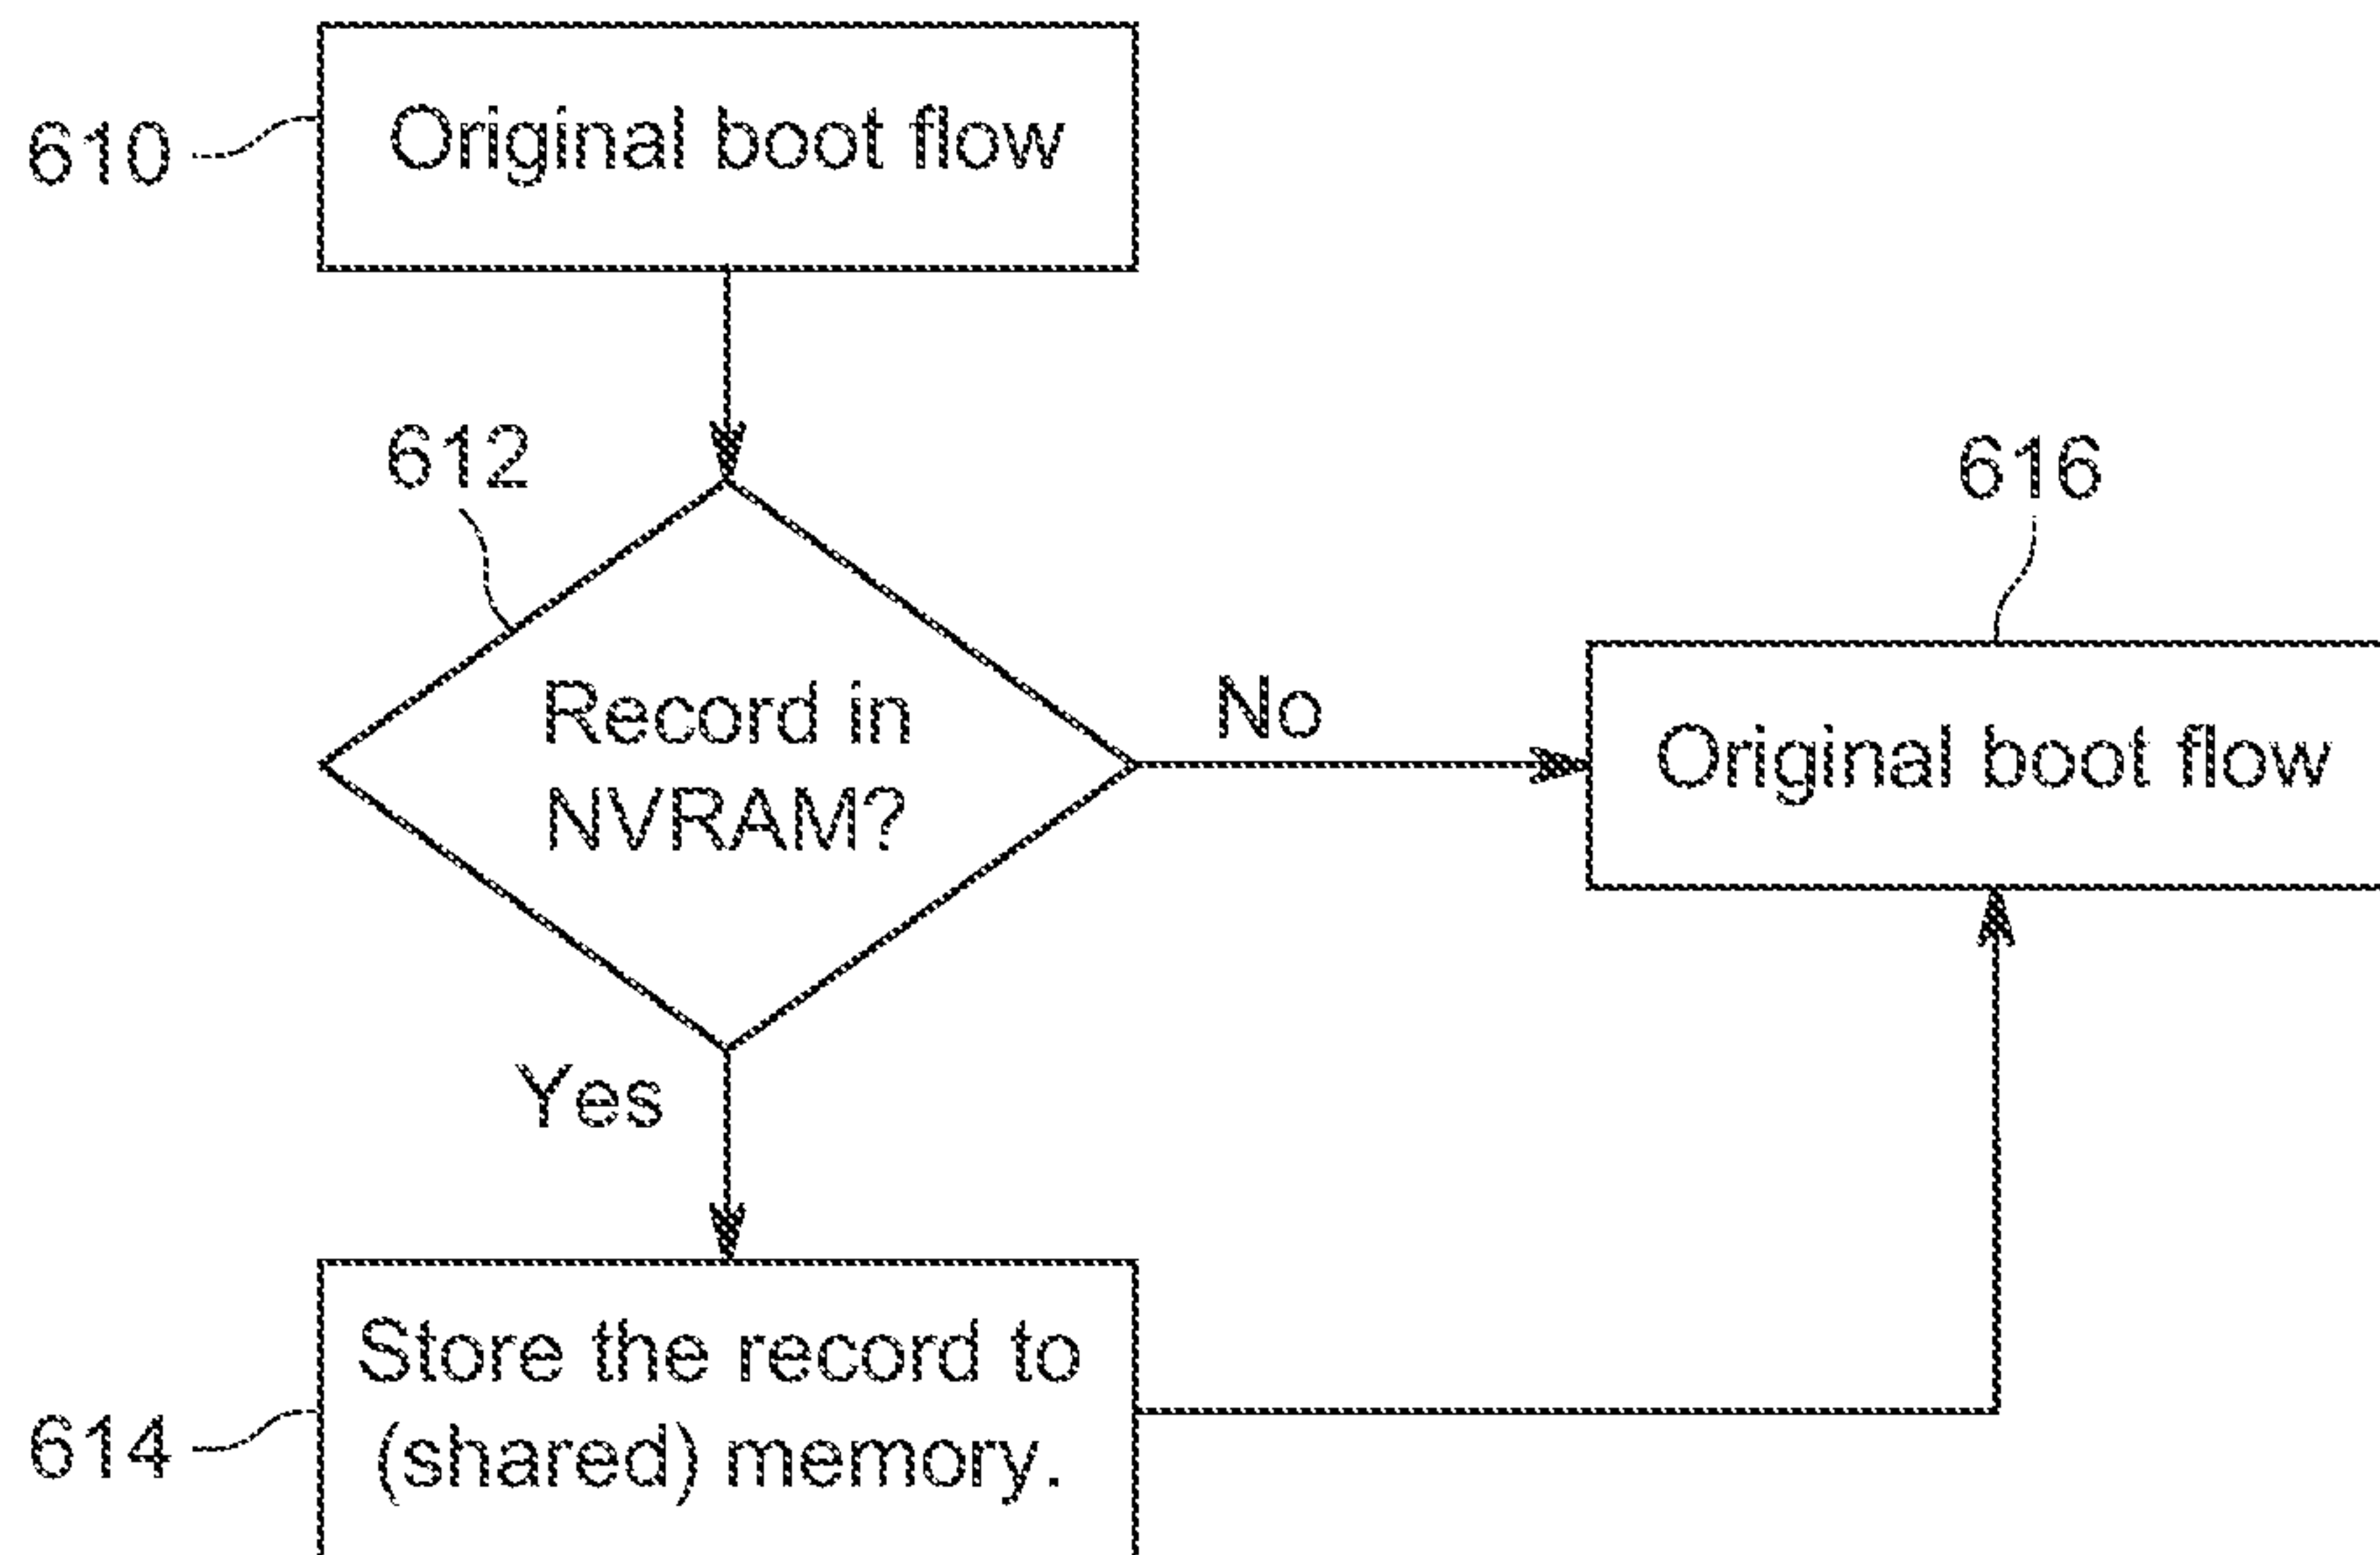 610
Original boot flow
612
616
Record in
NVRAM?
No
Original boot flow
Yes
Store the record to
(shared) memory.
614